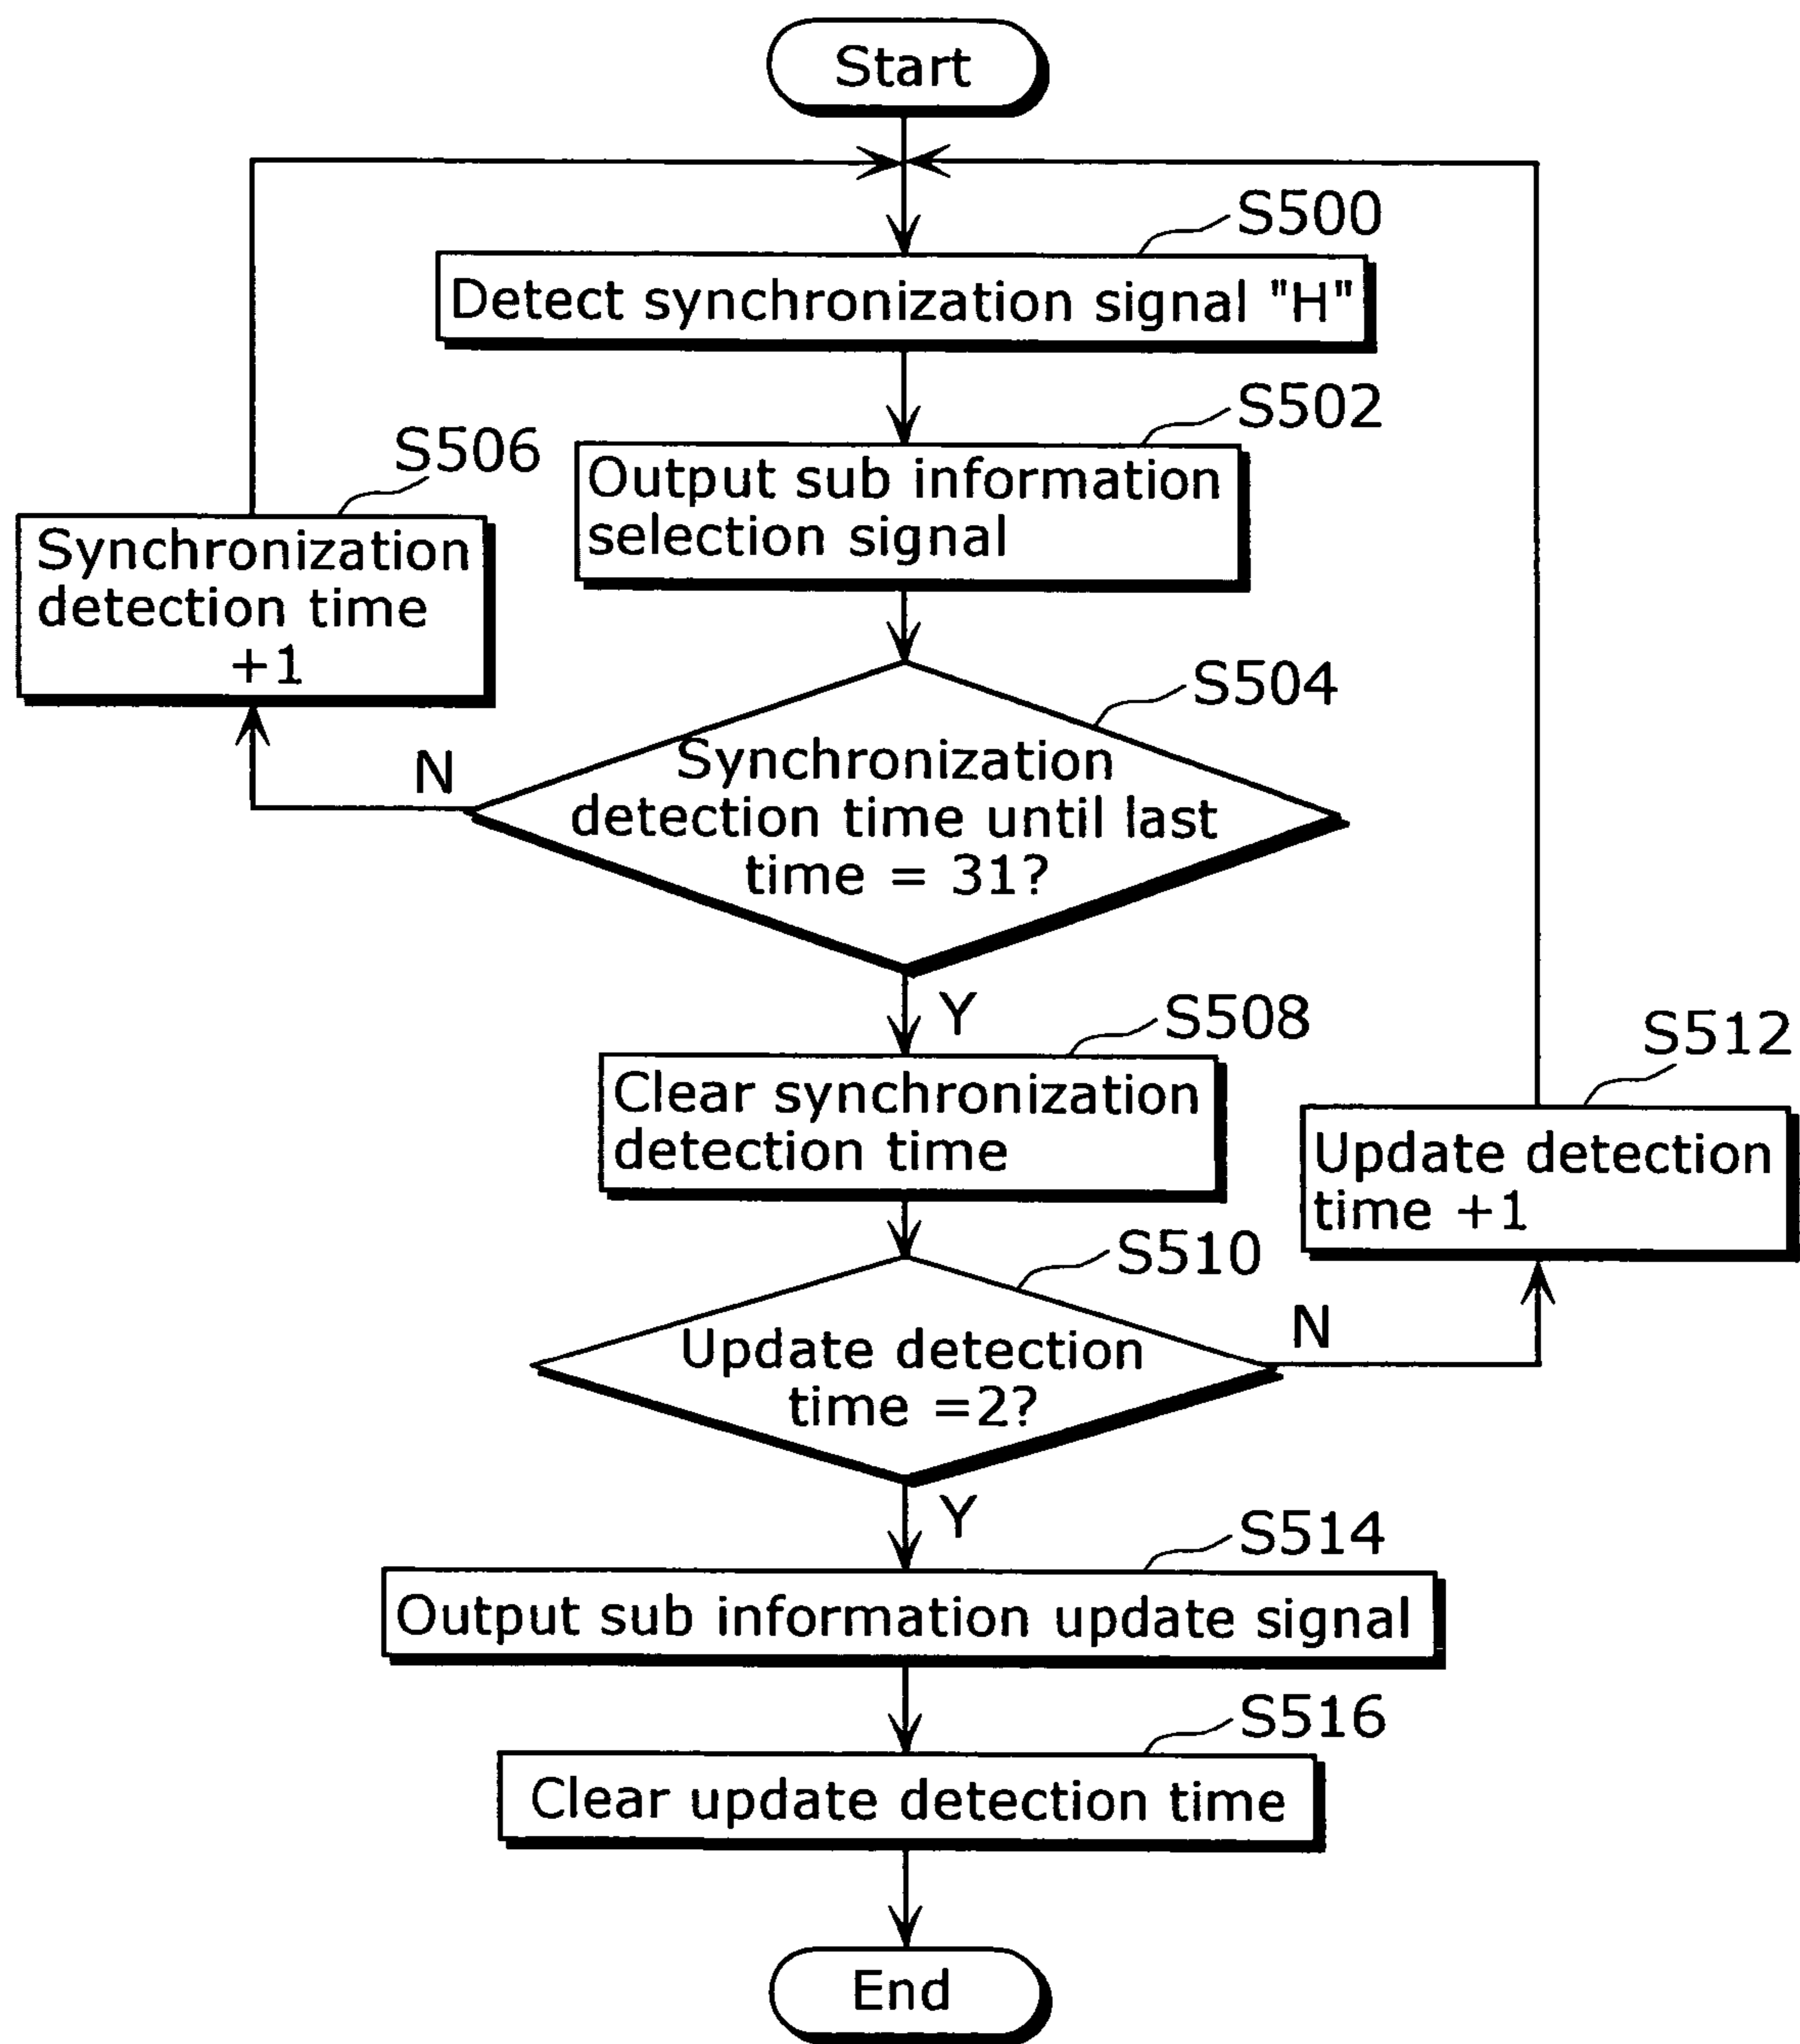 Start
S500
Detect synchronization signal "H"
S502
Output sub information
selection signal
S506
Synchronization
detection time
+1
S504
Synchronization
detection time until last
time = 31?
N
Y
S508
Clear synchronization
detection time
S512
Update detection
time +1
S510
Update detection
time =2?
N
Y
S514
Output sub information update signal
S516
Clear update detection time
End